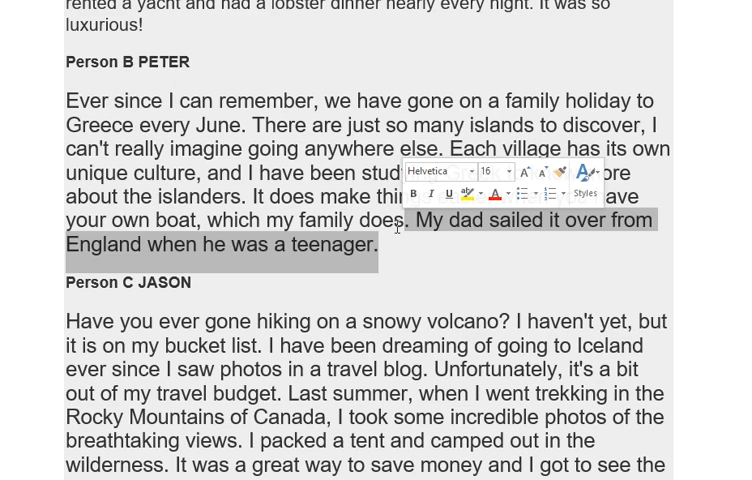 rented a yacht and had a lobster dinner nearly every night. It was so
luxurious!
Person B PETER
Ever since I can remember, we have gone on a family holiday to
Greece every June. There are just so many islands to discover, I
can't really imagine going anywhere else. Each village has its own
unique culture, and I have been
about the islanders. It does make
your own boat, which my family does. My dad sailed it over from
England when he was a teenager.
Helvetica 16 A A A
B I U A Styles
Person C JASON
Have you ever gone hiking on a snowy volcano? I haven't yet, but
it is on my bucket list. I have been dreaming of going to Iceland
ever since I saw photos in a travel blog. Unfortunately, it's a bit
out of my travel budget. Last summer, when I went trekking in the
Rocky Mountains of Canada, I took some incredible photos of the
breathtaking views. I packed a tent and camped out in the
wilderness. It was a great way to save money and I got to see the